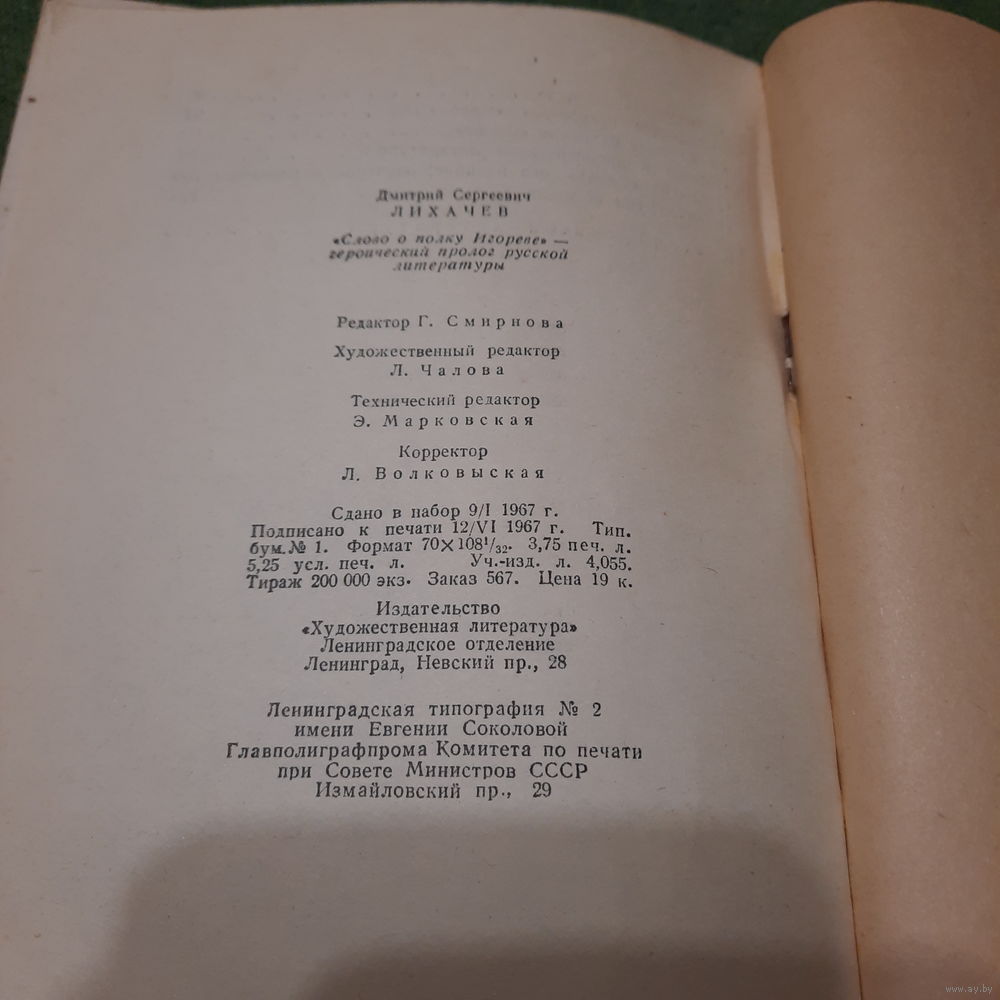 Дмитрий Сергеевич
ЛИХАЧЕВ
«Слово о полку Игореве» —
героический пролог русской
литературы
Редактор Г. Смирнова
Художественный редактор
Л. Чалова
Технический редактор
Э. Марковская
Корректор
Л. Волковыская
Сдано в набор 9/I 1967 г.
Подписано к печати 12/VI 1967 г. Тип.
бум.№ 1. Формат 70×108¹/₃₂. 3,75 печ. л.
5,25 усл. печ. л. Уч.-изд. л. 4,055.
Тираж 200 000 экз. Заказ 567. Цена 19 к.
Издательство
«Художественная литература»
Ленинградское отделение
Ленинград, Невский пр., 28
Ленинградская типография № 2
имени Евгении Соколовой
Главполиграфпрома Комитета по печати
при Совете Министров СССР
Измайловский пр., 29
www.ay.by